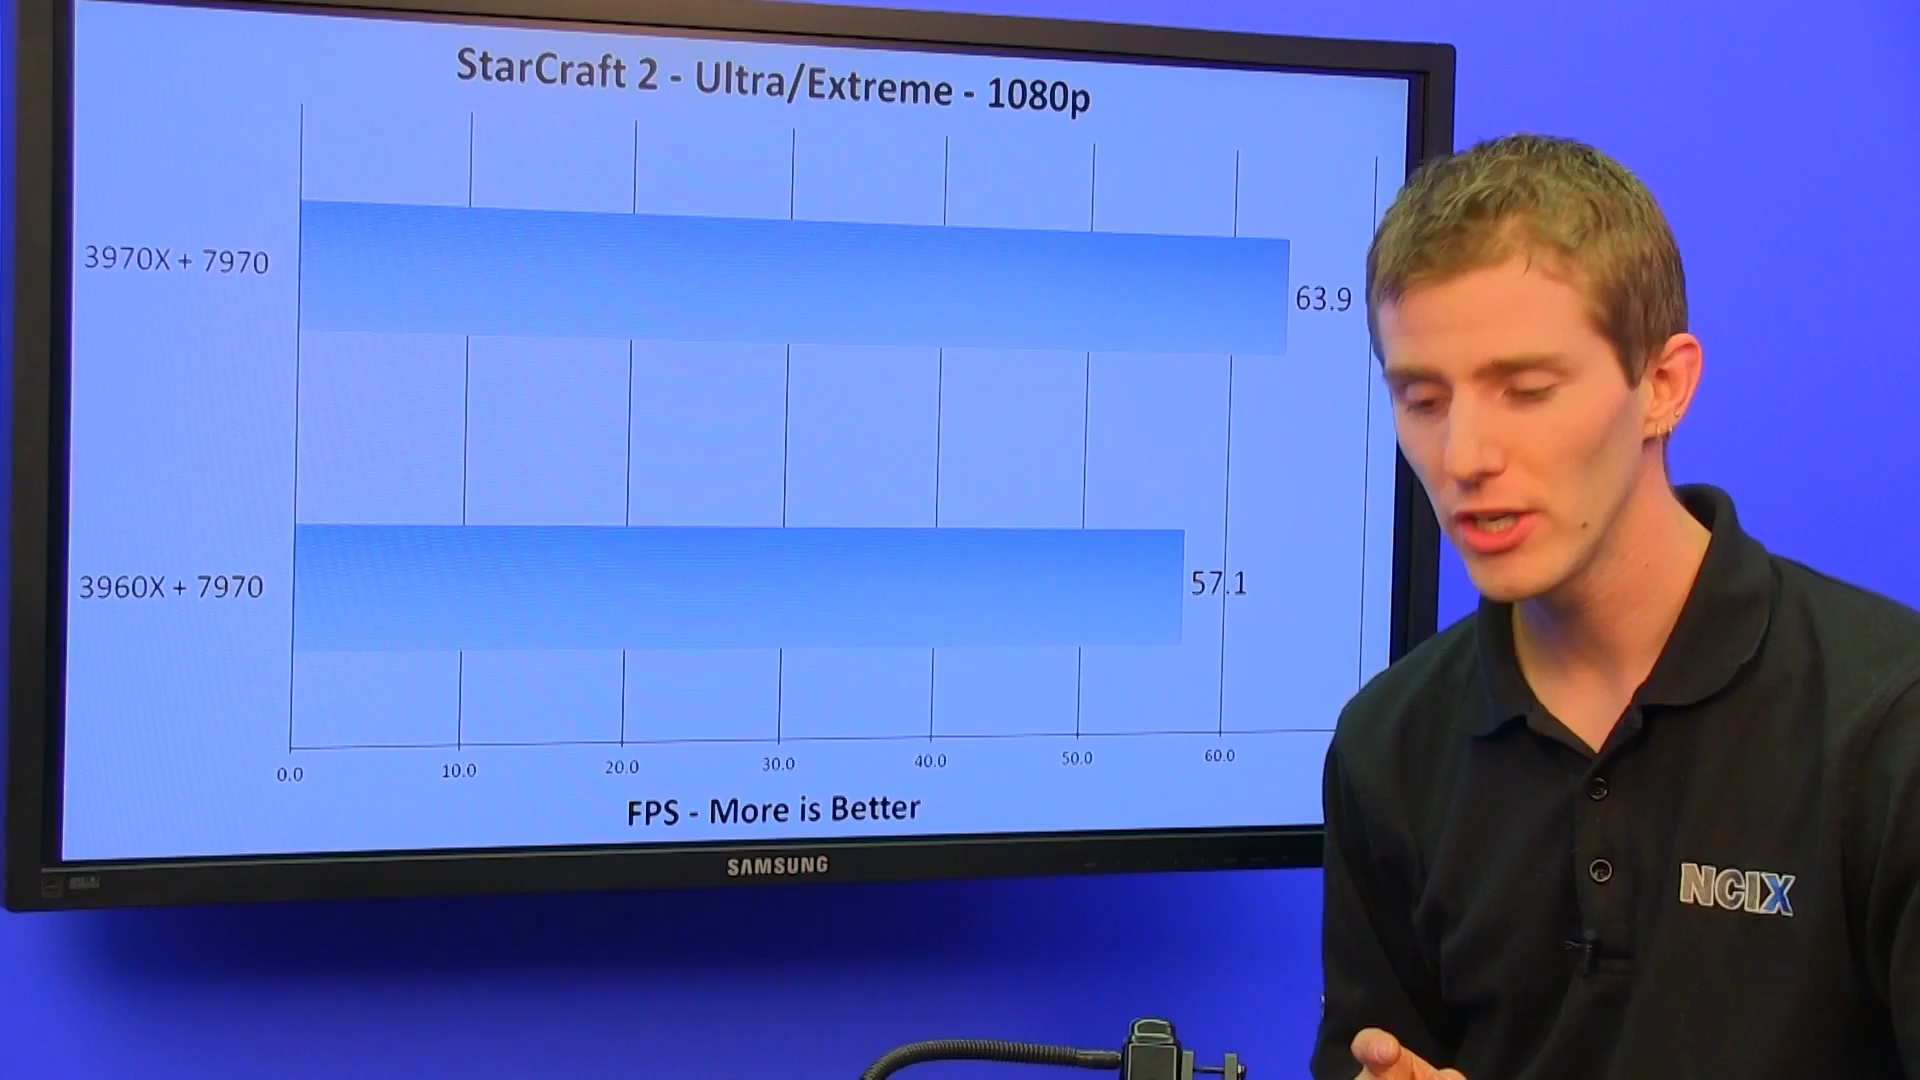 StarCraft 2 - Ultra/Extreme - 1080p
3970X + 7970
63.9
3960X + 7970
57.1
0.0 10.0 20.0 30.0 40.0 50.0 60.0
FPS - More is Better
SAMSUNG
NCIX